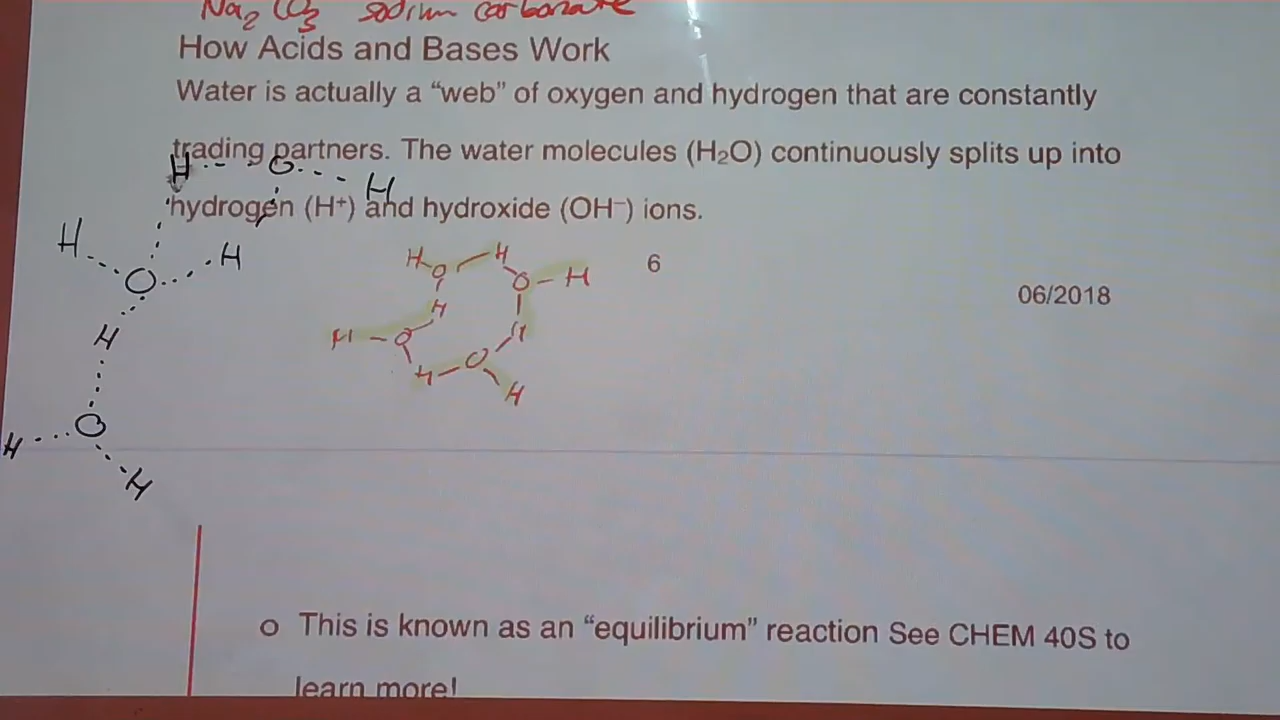 Na₂CO₃ sodium carbonate
How Acids and Bases Work
Water is actually a “web” of oxygen and hydrogen that are constantly
trading partners. The water molecules (H₂O) continuously splits up into
H O H
hydrogen (H⁺) and hydroxide (OH⁻) ions.
H O H
H
O
H H
H O H O H
H
H O H
H O
H
6
06/2018
o This is known as an “equilibrium” reaction See CHEM 40S to
learn more!